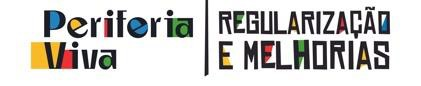 Periferia
Viva
REGULARIZAÇÃO
E MELHORIAS